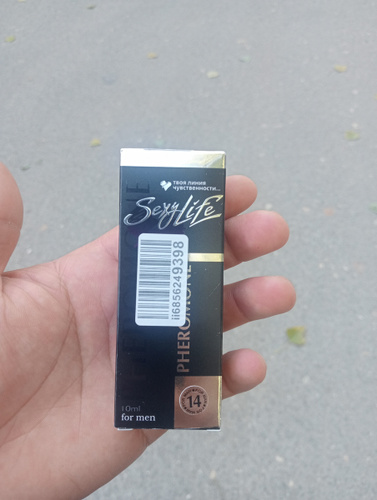 твоя линия
чувственности...
Sexy Life
ii6856249398
PHEROMONE
14
10ml
for men